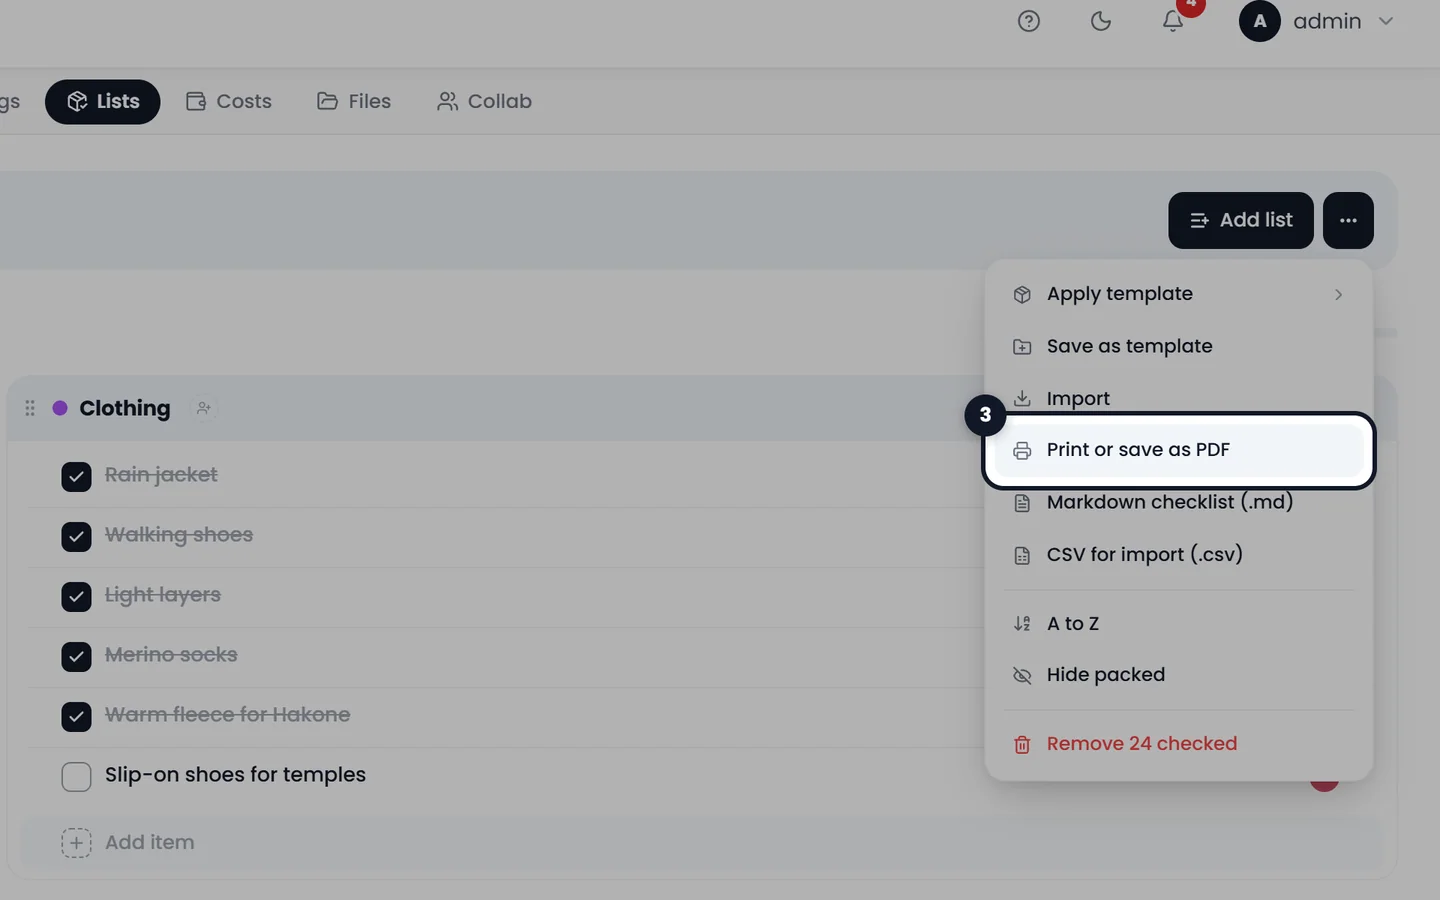 4
A admin
gs Lists Costs Files Collab
Add list
Apply template
Save as template
Import
3
Print or save as PDF
Markdown checklist (.md)
CSV for import (.csv)
A to Z
Hide packed
Remove 24 checked
Clothing
Rain jacket
Walking shoes
Light layers
Merino socks
Warm fleece for Hakone
Slip-on shoes for temples
Add item